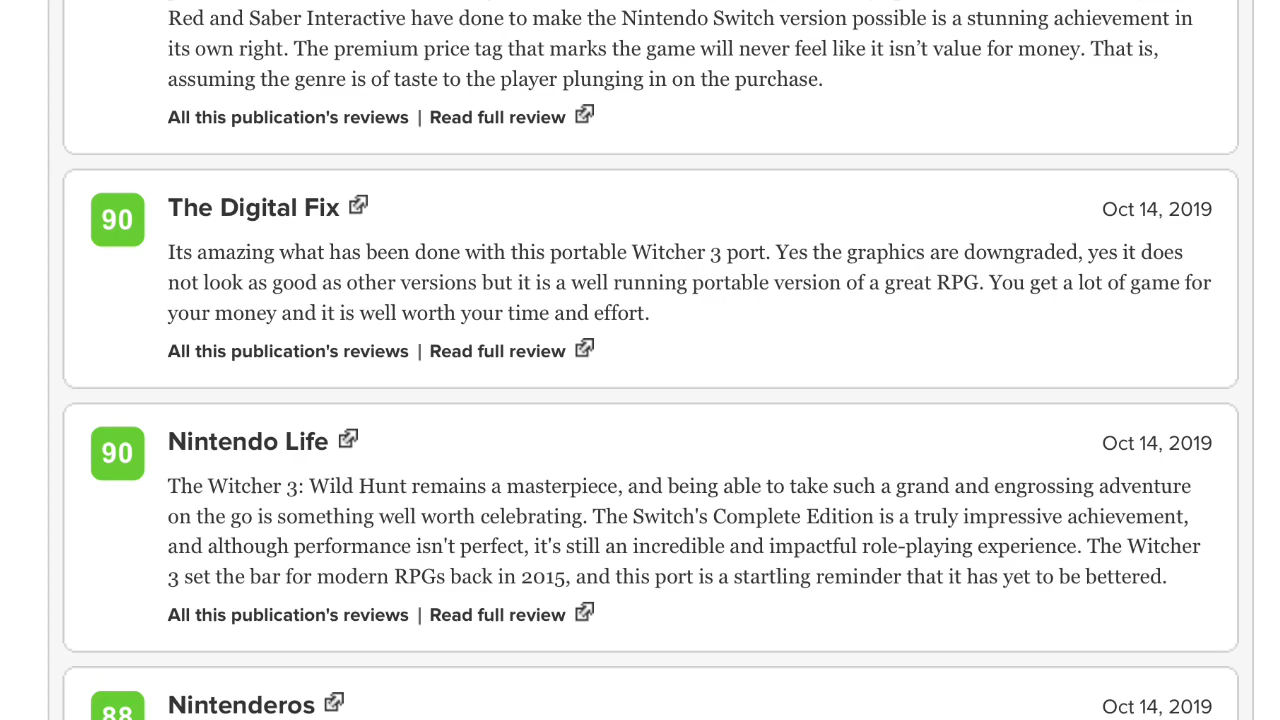 Red and Saber Interactive have done to make the Nintendo Switch version possible is a stunning achievement in
its own right. The premium price tag that marks the game will never feel like it isn’t value for money. That is,
assuming the genre is of taste to the player plunging in on the purchase.
All this publication's reviews | Read full review
90
The Digital Fix
Oct 14, 2019
Its amazing what has been done with this portable Witcher 3 port. Yes the graphics are downgraded, yes it does
not look as good as other versions but it is a well running portable version of a great RPG. You get a lot of game for
your money and it is well worth your time and effort.
All this publication's reviews | Read full review
90
Nintendo Life
Oct 14, 2019
The Witcher 3: Wild Hunt remains a masterpiece, and being able to take such a grand and engrossing adventure
on the go is something well worth celebrating. The Switch's Complete Edition is a truly impressive achievement,
and although performance isn't perfect, it's still an incredible and impactful role-playing experience. The Witcher
3 set the bar for modern RPGs back in 2015, and this port is a startling reminder that it has yet to be bettered.
All this publication's reviews | Read full review
88
Nintenderos
Oct 14, 2019